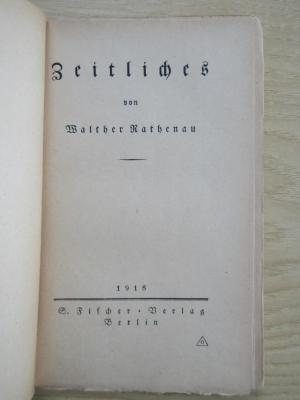 Zeitliches
von
Walther Rathenau
1918
S. Fischer · Verlag
Berlin